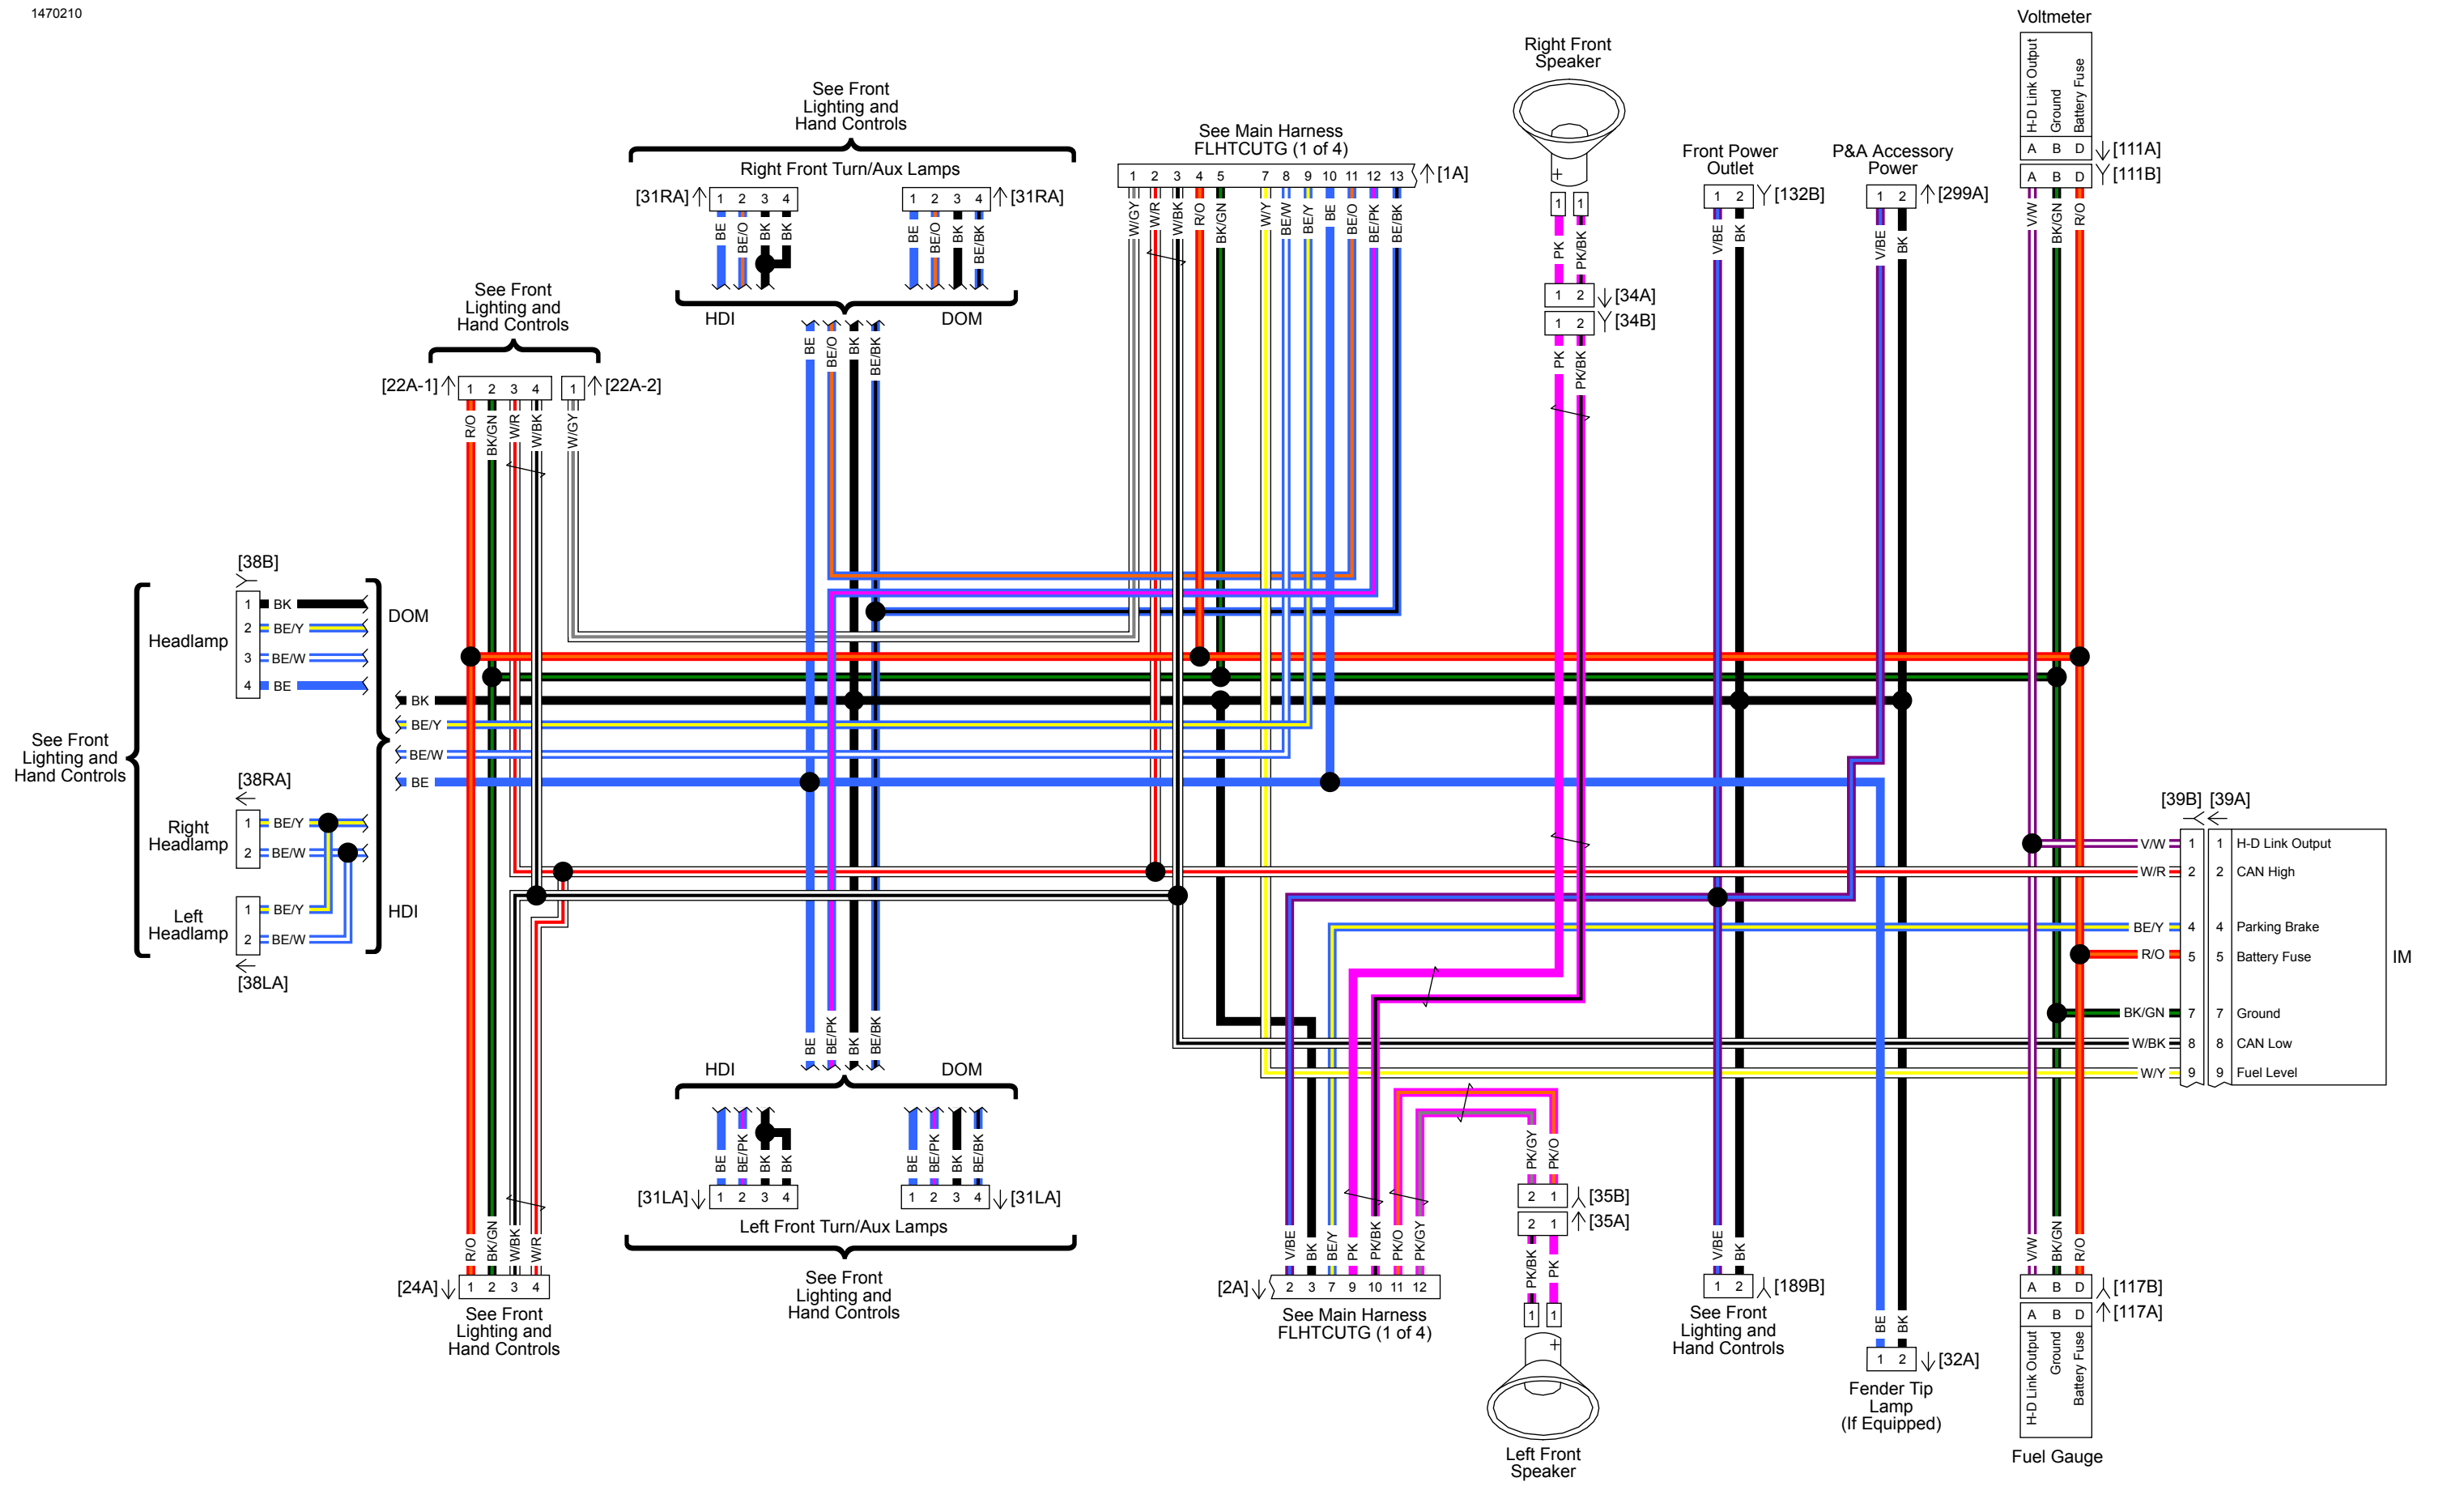 1470210
Voltmeter
H-D Link Output
Ground
Battery Fuse
A B D [111A]
A B D [111B]
V/W BK/GN R/O
Right Front
Speaker
1 1
PK PK/BK
1 2 [34A]
1 2 [34B]
PK PK/BK
Front Power
Outlet
1 2 [132B]
V/BE BK
P&A Accessory
Power
1 2 [299A]
V/BE BK
See Main Harness
FLHTCUTG (1 of 4)
1 2 3 4 5 7 8 9 10 11 12 13 [1A]
W/GY W/R W/BK R/O BK/GN W/Y BE/W BE/Y BE BE/O BE/PK BE/BK
See Front
Lighting and
Hand Controls
Right Front Turn/Aux Lamps
[31RA] 1 2 3 4
BE BE/O BK BK
1 2 3 4 [31RA]
BE BE/O BK BE/BK
HDI DOM
BE BE/O BK BE/BK
See Front
Lighting and
Hand Controls
[22A-1] 1 2 3 4
1 [22A-2]
R/O BK/GN W/R W/BK W/GY
[38B]
Headlamp
1 BK
2 BE/Y
3 BE/W
4 BE
DOM
BK
BE/Y
BE/W
BE
See Front
Lighting and
Hand Controls
[38RA]
Right
Headlamp
1 BE/Y
2 BE/W
Left
Headlamp
1 BE/Y
2 BE/W
[38LA]
HDI
[39B] [39A]
V/W 1 1 H-D Link Output
W/R 2 2 CAN High
BE/Y 4 4 Parking Brake
R/O 5 5 Battery Fuse
BK/GN 7 7 Ground
W/BK 8 8 CAN Low
W/Y 9 9 Fuel Level
IM
BE BE/PK BK BE/BK
HDI DOM
BE BE/PK BK BK
[31LA] 1 2 3 4
BE BE/PK BK BE/BK
1 2 3 4 [31LA]
Left Front Turn/Aux Lamps
See Front
Lighting and
Hand Controls
R/O BK/GN W/BK W/R
[24A] 1 2 3 4
See Front
Lighting and
Hand Controls
V/BE BK BE/Y PK PK/BK PK/O PK/GY
[2A] 2 3 7 9 10 11 12
See Main Harness
FLHTCUTG (1 of 4)
PK/GY PK/O
2 1 [35B]
2 1 [35A]
PK/BK PK
1 1
Left Front
Speaker
V/BE BK
1 2 [189B]
See Front
Lighting and
Hand Controls
BE BK
1 2 [32A]
Fender Tip
Lamp
(If Equipped)
V/W BK/GN R/O
A B D [117B]
A B D [117A]
H-D Link Output
Ground
Battery Fuse
Fuel Gauge